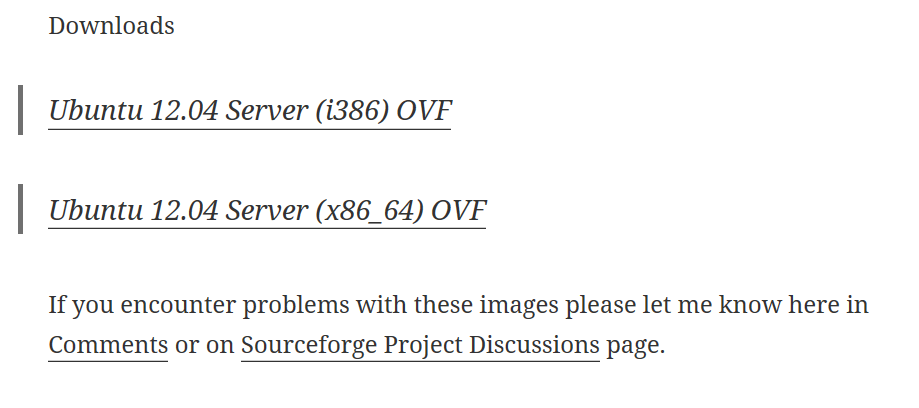 Downloads
Ubuntu 12.04 Server (i386) OVF
Ubuntu 12.04 Server (x86_64) OVF
If you encounter problems with these images please let me know here in
Comments or on Sourceforge Project Discussions page.